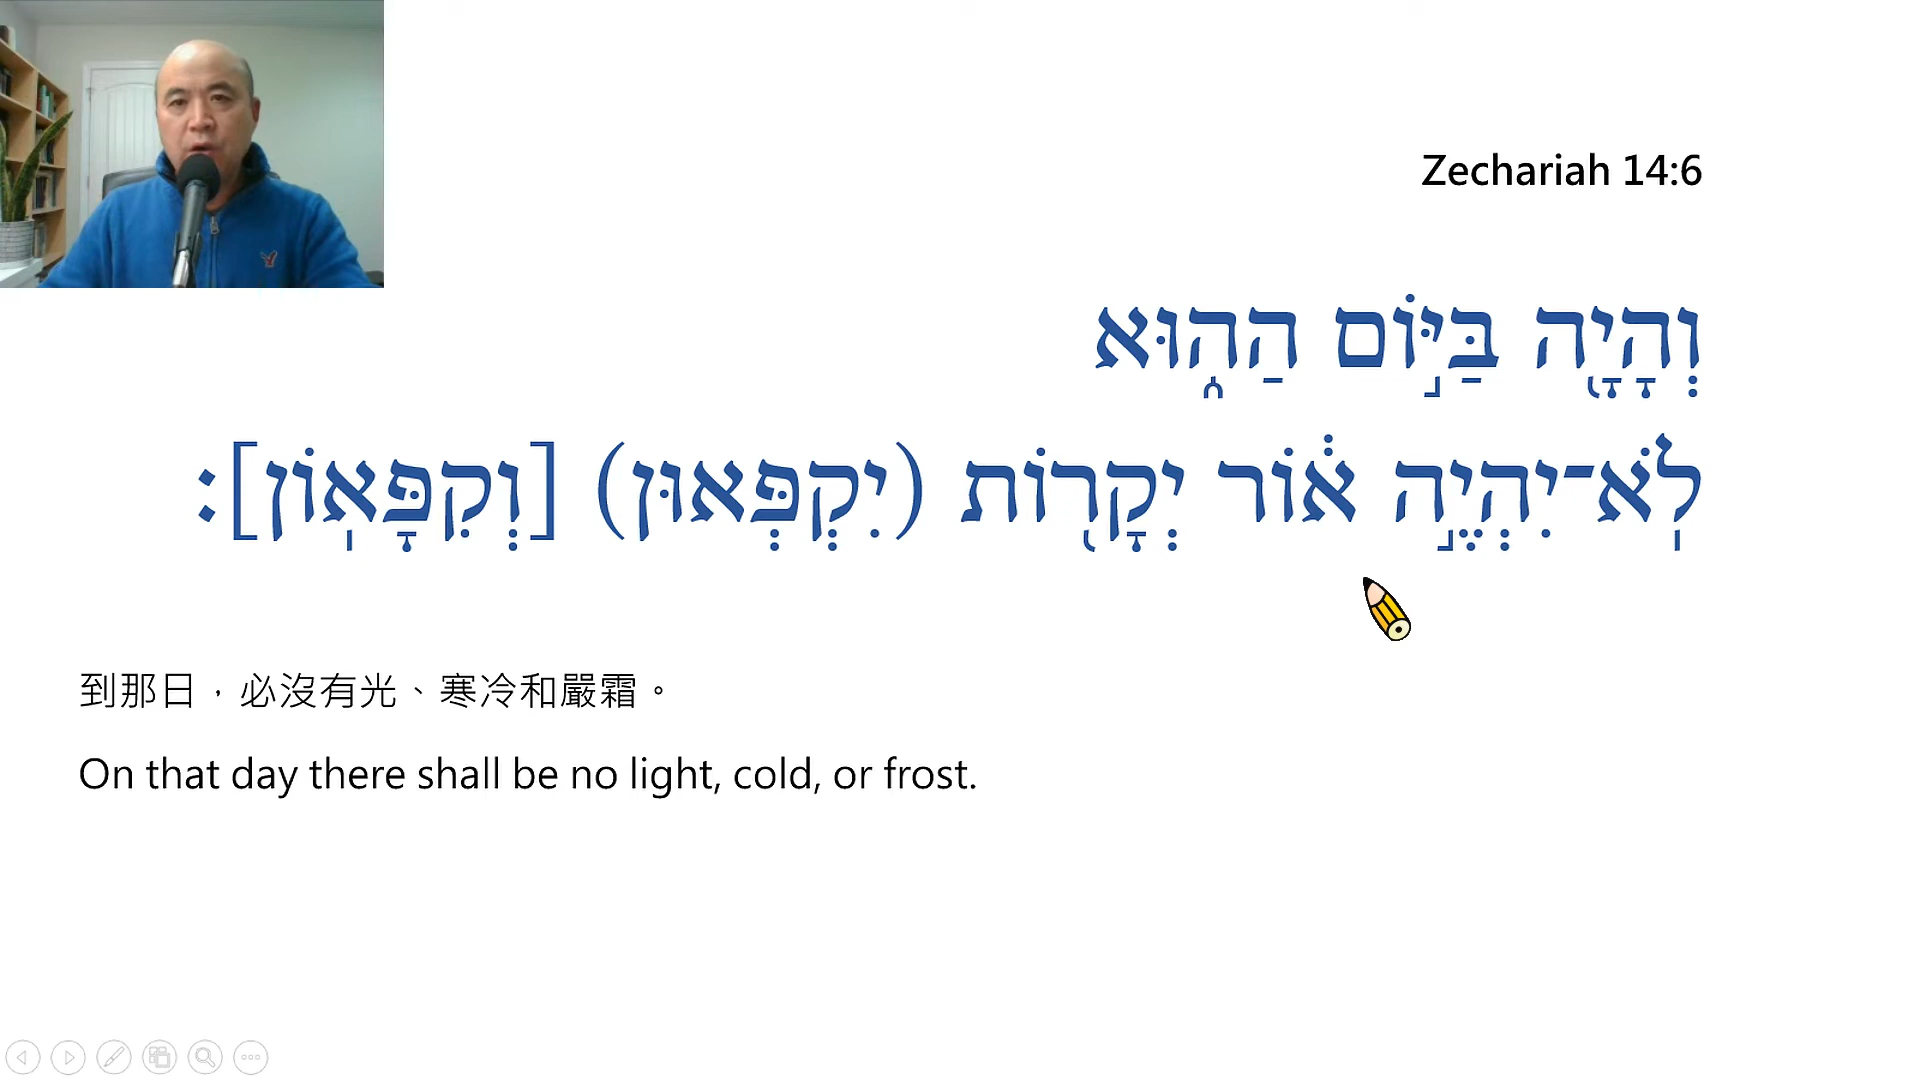 Zechariah 14:6
וְהָיָ֖ה בַּיּ֣וֹם הַה֑וּא
לֹֽא־יִהְיֶ֣ה א֔וֹר יְקָר֖וֹת (יִקְפְּאוּן) [וְקִפָּאֽוֹן]׃
到那日，必沒有光、寒冷和嚴霜。
On that day there shall be no light, cold, or frost.